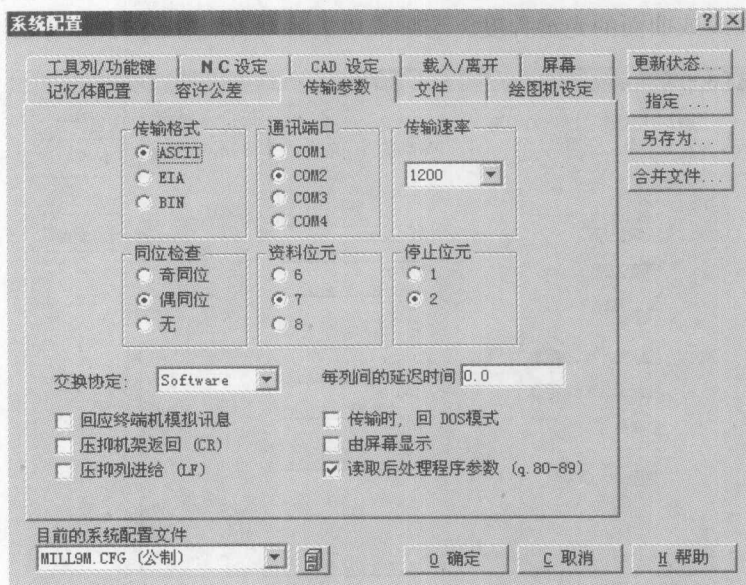 系统配置
工具列/功能键 NC设定 CAD 设定 载入/离开 屏幕
记忆体配置 容许公差 传输参数 文件 绘图机设定
更新状态...
指定 ...
另存为...
合并文件...
传输格式
ASCII
EIA
BIN
通讯端口
COM1
COM2
COM3
COM4
传输速率
1200
同位检查
奇同位
偶同位
无
资料位元
6
7
8
停止位元
1
2
交换协定: Software 每列间的延迟时间 0.0
回应终端机模拟讯息
压抑机架返回 (CR)
压抑列进给 (LF)
传输时, 回 DOS模式
由屏幕显示
读取后处理程序参数 (q.80-89)
目前的系统配置文件
MILL9M.CFG (公制)
O 确定 C 取消 H 帮助